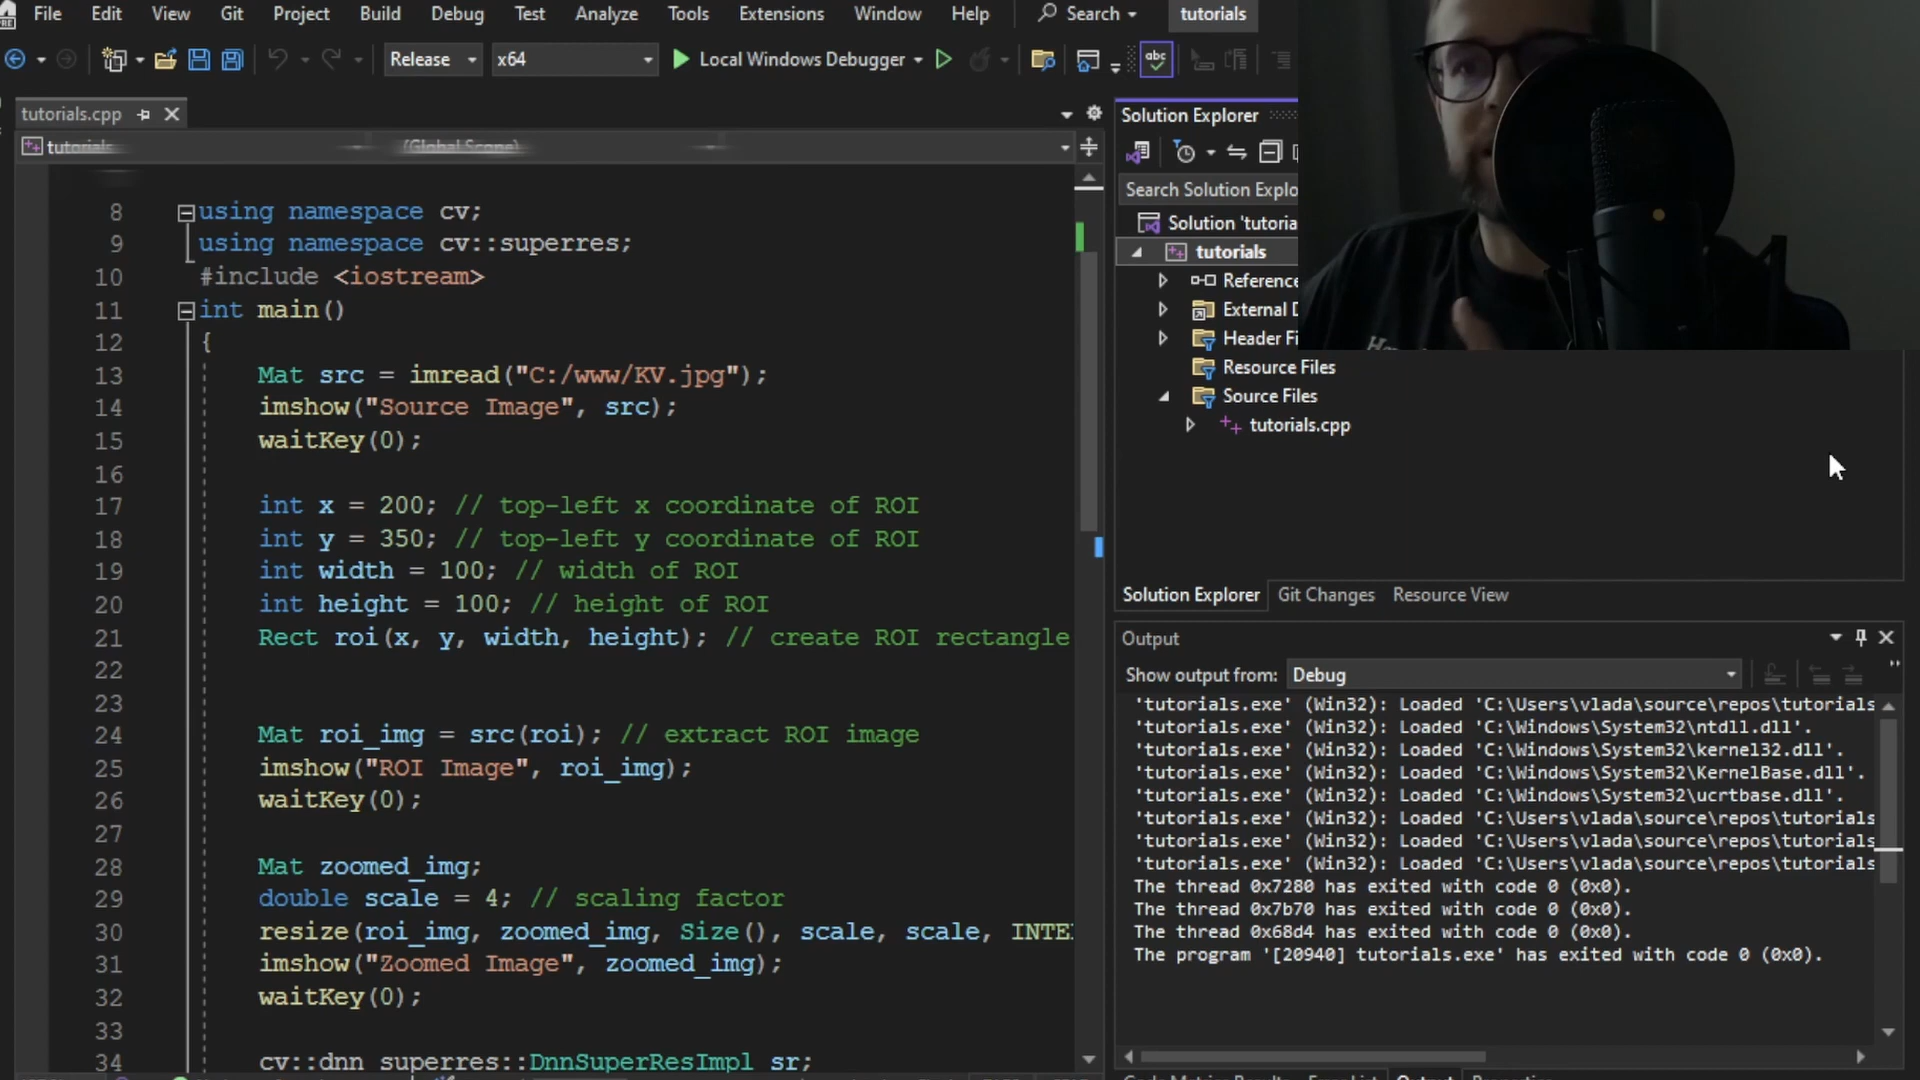 File Edit View Git Project Build Debug Test Analyze Tools Extensions Window Help Search tutorials
Release x64 Local Windows Debugger abc
tutorials.cpp
tutorials (Global Scope)
8 using namespace cv;
9 using namespace cv::superres;
10 #include <iostream>
11 int main()
12 {
13 Mat src = imread("C:/www/KV.jpg");
14 imshow("Source Image", src);
15 waitKey(0);
16
17 int x = 200; // top-left x coordinate of ROI
18 int y = 350; // top-left y coordinate of ROI
19 int width = 100; // width of ROI
20 int height = 100; // height of ROI
21 Rect roi(x, y, width, height); // create ROI rectangle
22
23
24 Mat roi_img = src(roi); // extract ROI image
25 imshow("ROI Image", roi_img);
26 waitKey(0);
27
28 Mat zoomed_img;
29 double scale = 4; // scaling factor
30 resize(roi_img, zoomed_img, Size(), scale, scale, INTE
31 imshow("Zoomed Image", zoomed_img);
32 waitKey(0);
33
34 cv::dnn_superres::DnnSuperResImpl sr;
Solution Explorer
Search Solution Explo
Solution 'tutoria
tutorials
Reference
External D
Header Fi
Resource Files
Source Files
tutorials.cpp
Solution Explorer Git Changes Resource View
Output
Show output from: Debug
'tutorials.exe' (Win32): Loaded 'C:\Users\vlada\source\repos\tutorials
'tutorials.exe' (Win32): Loaded 'C:\Windows\System32\ntdll.dll'.
'tutorials.exe' (Win32): Loaded 'C:\Windows\System32\kernel32.dll'.
'tutorials.exe' (Win32): Loaded 'C:\Windows\System32\KernelBase.dll'.
'tutorials.exe' (Win32): Loaded 'C:\Windows\System32\ucrtbase.dll'.
'tutorials.exe' (Win32): Loaded 'C:\Users\vlada\source\repos\tutorials
'tutorials.exe' (Win32): Loaded 'C:\Users\vlada\source\repos\tutorials
'tutorials.exe' (Win32): Loaded 'C:\Users\vlada\source\repos\tutorials
The thread 0x7280 has exited with code 0 (0x0).
The thread 0x7b70 has exited with code 0 (0x0).
The thread 0x68d4 has exited with code 0 (0x0).
The program '[20940] tutorials.exe' has exited with code 0 (0x0).